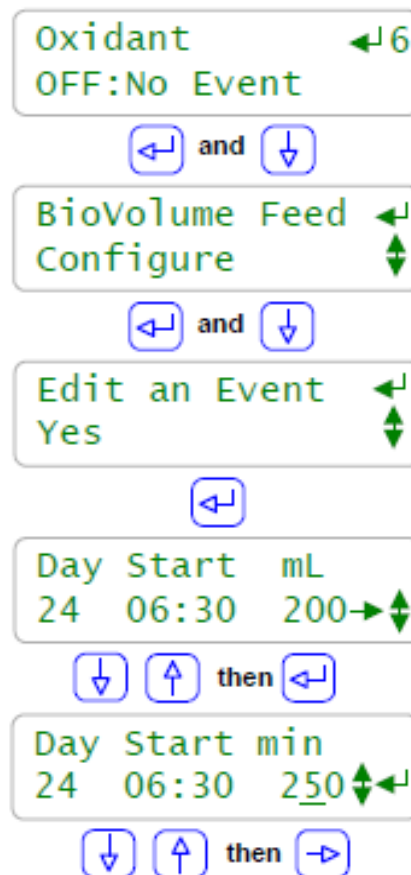 Oxidant ↵6
OFF:No Event
and
BioVolume Feed ↵
Configure
and
Edit an Event ↵
Yes
Day Start mL
24 06:30 200→
then
Day Start min
24 06:30 250↵
then